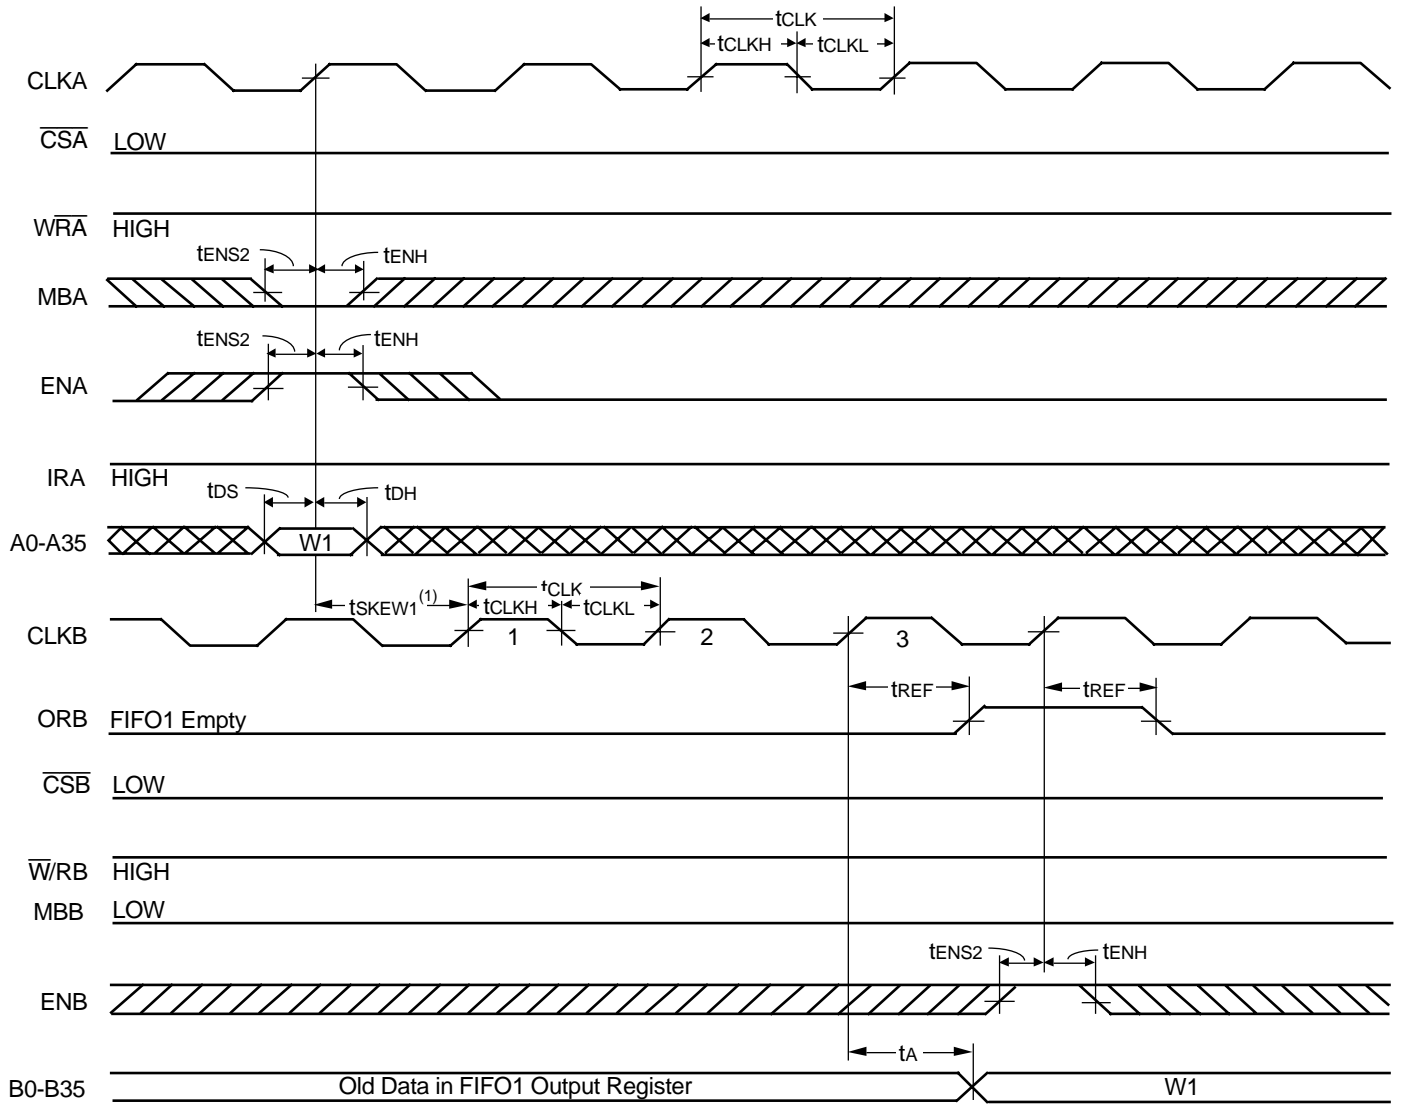 tCLK
tCLKH tCLKL
CLKA
CSA LOW
WRA HIGH
tENS2 tENH
MBA
tENS2 tENH
ENA
IRA HIGH
tDS tDH
A0-A35 W1
tCLK
tSKEW1(1) tCLKH tCLKL
CLKB 1 2 3
tREF tREF
ORB FIFO1 Empty
CSB LOW
W/RB HIGH
MBB LOW
tENS2 tENH
ENB
tA
B0-B35 Old Data in FIFO1 Output Register W1